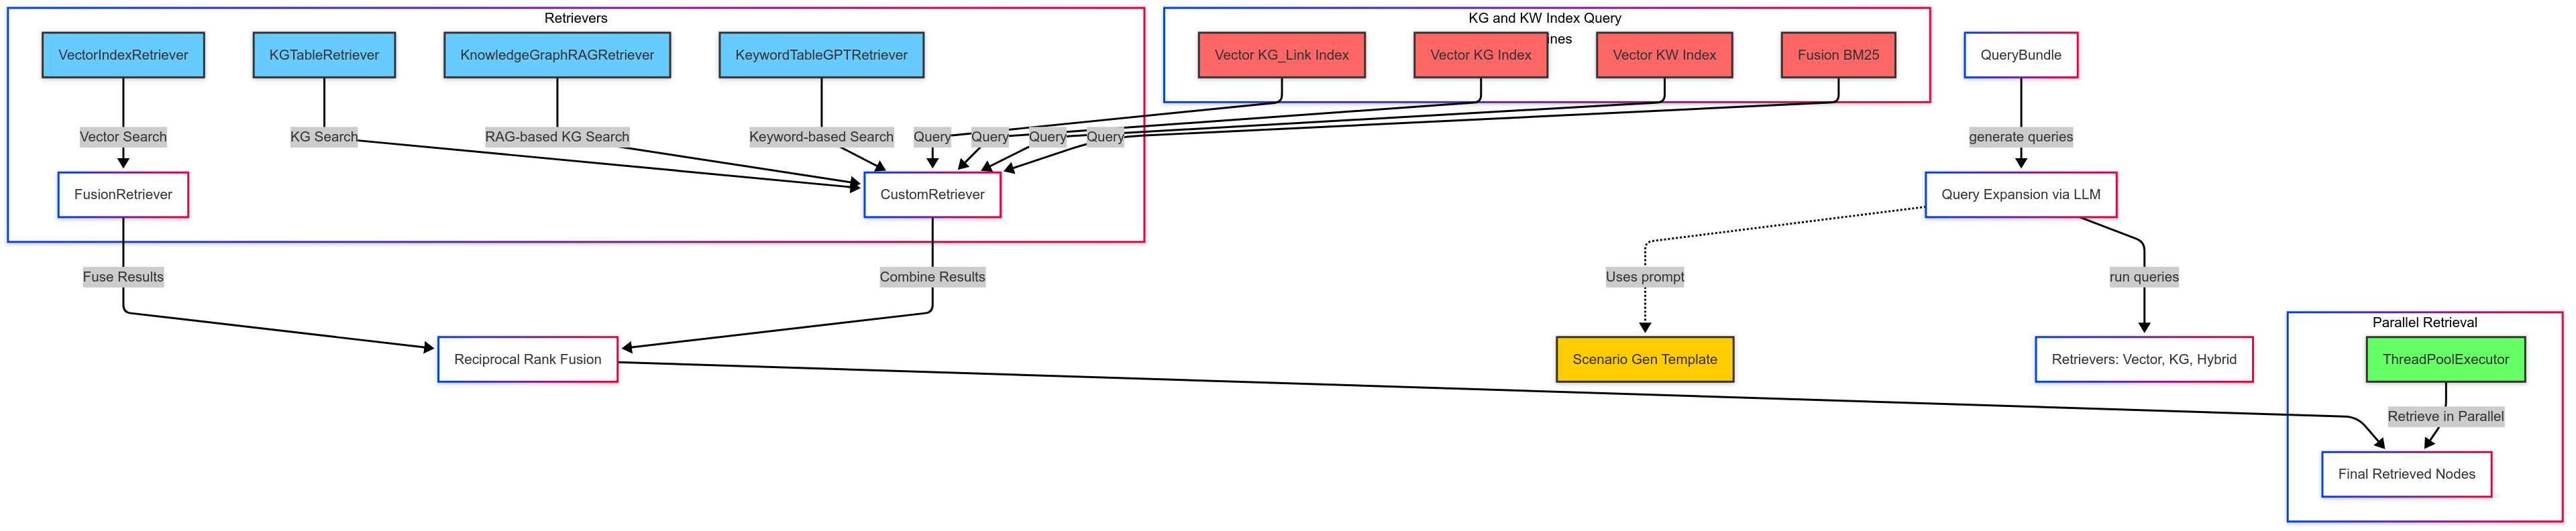 Retrievers
VectorIndexRetriever
KGTableRetriever
KnowledgeGraphRAGRetriever
KeywordTableGPTRetriever
KG and KW Index Query
Vector KG_Link Index
Vector KG Index
Vector KW Index
Fusion BM25
QueryBundle
Vector Search
KG Search
RAG-based KG Search
Keyword-based Search
Query
Query
Query
Query
generate queries
FusionRetriever
CustomRetriever
Query Expansion via LLM
Fuse Results
Combine Results
Uses prompt
run queries
Reciprocal Rank Fusion
Scenario Gen Template
Retrievers: Vector, KG, Hybrid
Parallel Retrieval
ThreadPoolExecutor
Retrieve in Parallel
Final Retrieved Nodes